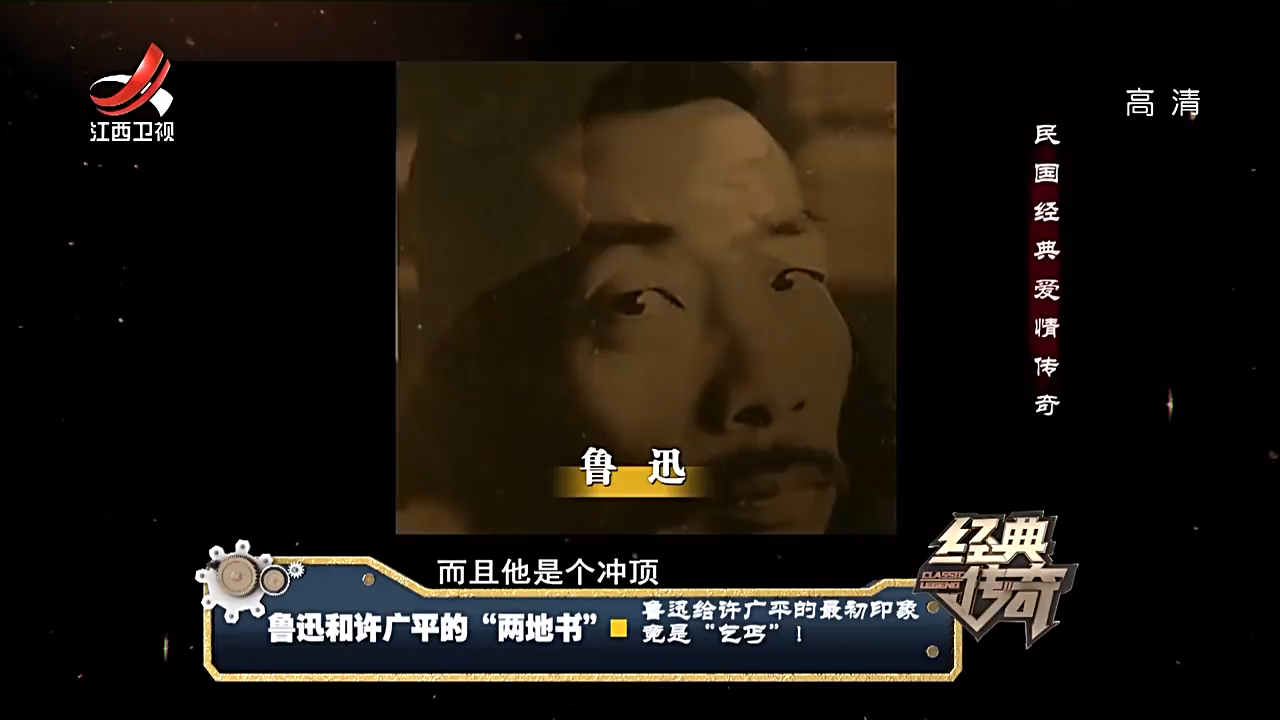 江西卫视
高清
民国经典爱情传奇
鲁迅
而且他是个冲顶
鲁迅和许广平的“两地书”
鲁迅给许广平的最初印象
竟是“乞丐”！
经典
CLASSIC
LEGEND
传奇